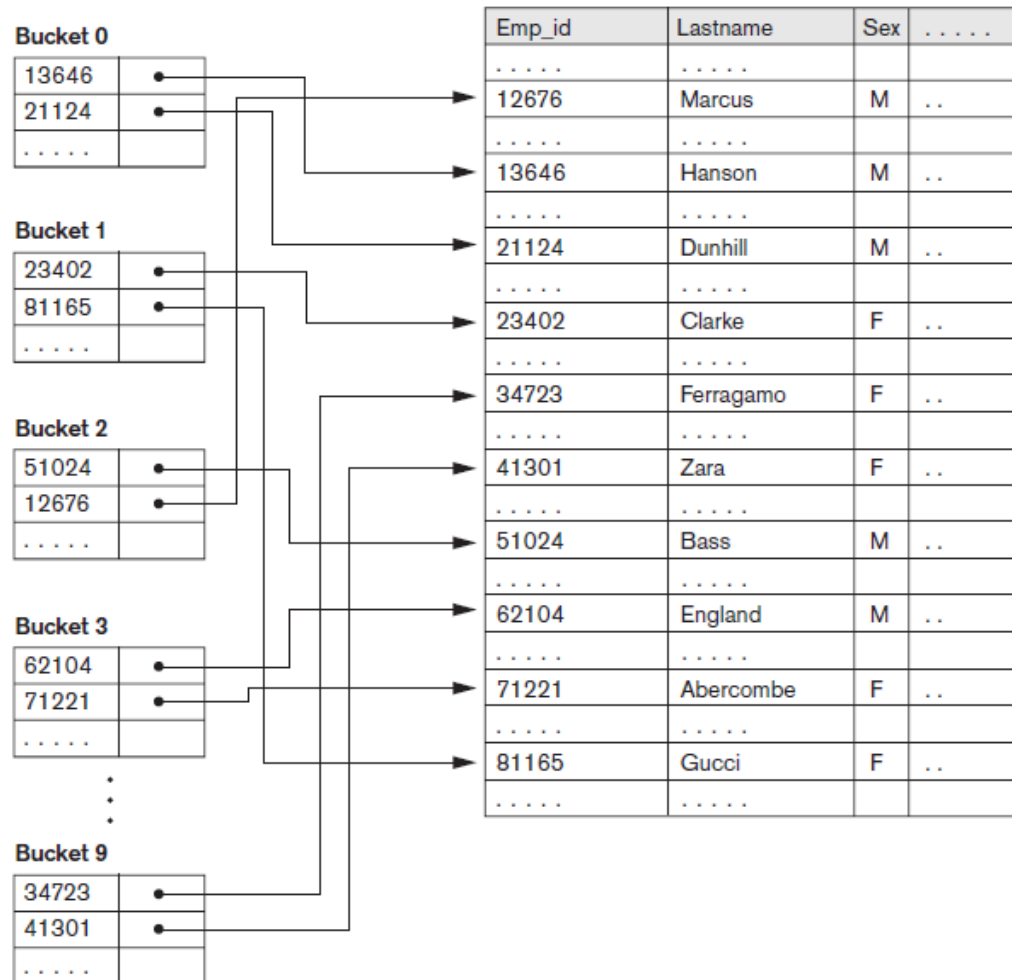 Bucket 0
13646
21124
. . . . .
Bucket 1
23402
81165
. . . . .
Bucket 2
51024
12676
. . . . .
Bucket 3
62104
71221
. . . . .
Bucket 9
34723
41301
. . . . .
Emp_id Lastname Sex . . . . .
. . . . . . . . . .
12676 Marcus M . .
. . . . . . . . . .
13646 Hanson M . .
. . . . . . . . . .
21124 Dunhill M . .
. . . . . . . . . .
23402 Clarke F . .
. . . . . . . . . .
34723 Ferragamo F . .
. . . . . . . . . .
41301 Zara F . .
. . . . . . . . . .
51024 Bass M . .
. . . . . . . . . .
62104 England M . .
. . . . . . . . . .
71221 Abercombe F . .
. . . . . . . . . .
81165 Gucci F . .
. . . . . . . . . .